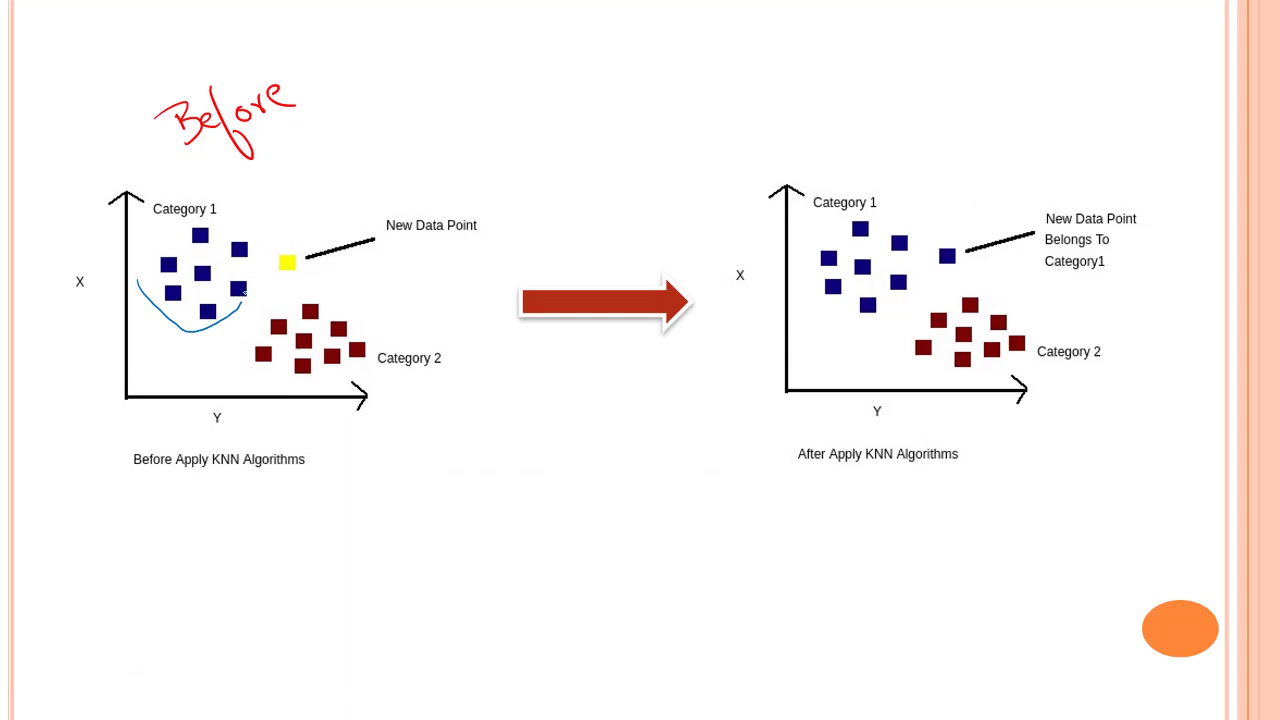 Before
Category 1
New Data Point
X
Category 2
Y
Before Apply KNN Algorithms
Category 1
New Data Point
Belongs To
Category1
X
Category 2
Y
After Apply KNN Algorithms